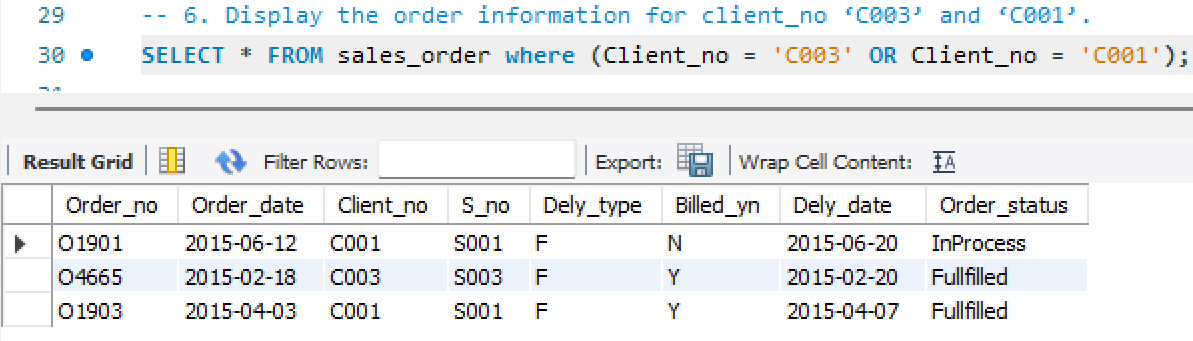 29 -- 6. Display the order information for client_no ‘C003’ and ‘C001’.
30 SELECT * FROM sales_order where (Client_no = 'C003' OR Client_no = 'C001');
Result Grid Filter Rows: Export: Wrap Cell Content: IA
Order_no Order_date Client_no S_no Dely_type Billed_yn Dely_date Order_status
O1901 2015-06-12 C001 S001 F N 2015-06-20 InProcess
O4665 2015-02-18 C003 S003 F Y 2015-02-20 Fullfilled
O1903 2015-04-03 C001 S001 F Y 2015-04-07 Fullfilled